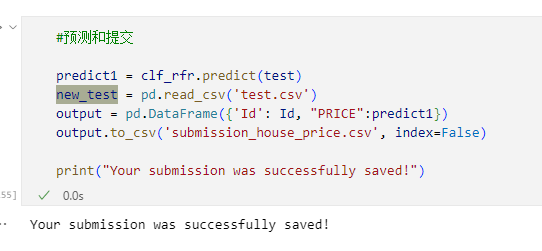 #预测和提交
predict1 = clf_rfr.predict(test)
new_test = pd.read_csv('test.csv')
output = pd.DataFrame({'Id': Id, "PRICE":predict1})
output.to_csv('submission_house_price.csv', index=False)
print("Your submission was successfully saved!")
55] 0.0s
Your submission was successfully saved!